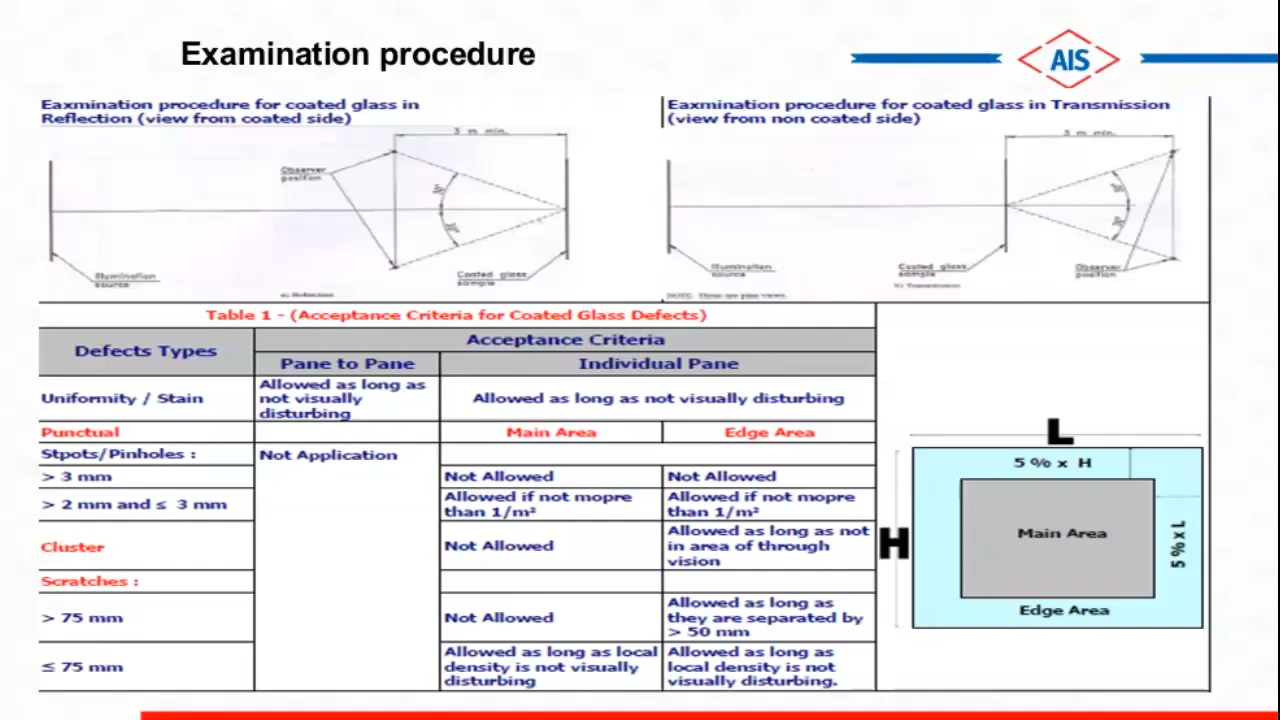 Examination procedure
AIS
Eaxmination procedure for coated glass in
Reflection (view from coated side)
3 m min.
Observer
position
Illumination
source
Coated glass
sample
a) Reflection
Eaxmination procedure for coated glass in Transmission
(view from non coated side)
3 m min.
Illumination
source
Coated glass
sample
Observer
position
NOTE These are plan views.
b) Transmission
Table 1 - (Acceptance Criteria for Coated Glass Defects)
Defects Types
Acceptance Criteria
Pane to Pane
Individual Pane
Uniformity / Stain
Allowed as long as
not visually
disturbing
Allowed as long as not visually disturbing
Punctual
Main Area
Edge Area
Stpots/Pinholes :
Not Application
> 3 mm
Not Allowed
Not Allowed
> 2 mm and ≤ 3 mm
Allowed if not mopre
than 1/m²
Allowed if not mopre
than 1/m²
Cluster
Not Allowed
Allowed as long as not
in area of through
vision
Scratches :
> 75 mm
Not Allowed
Allowed as long as
they are separated by
> 50 mm
≤ 75 mm
Allowed as long as local
density is not visually
disturbing
Allowed as long as
local density is not
visually disturbing.
L
5 % x H
H
Main Area
5 % x L
Edge Area